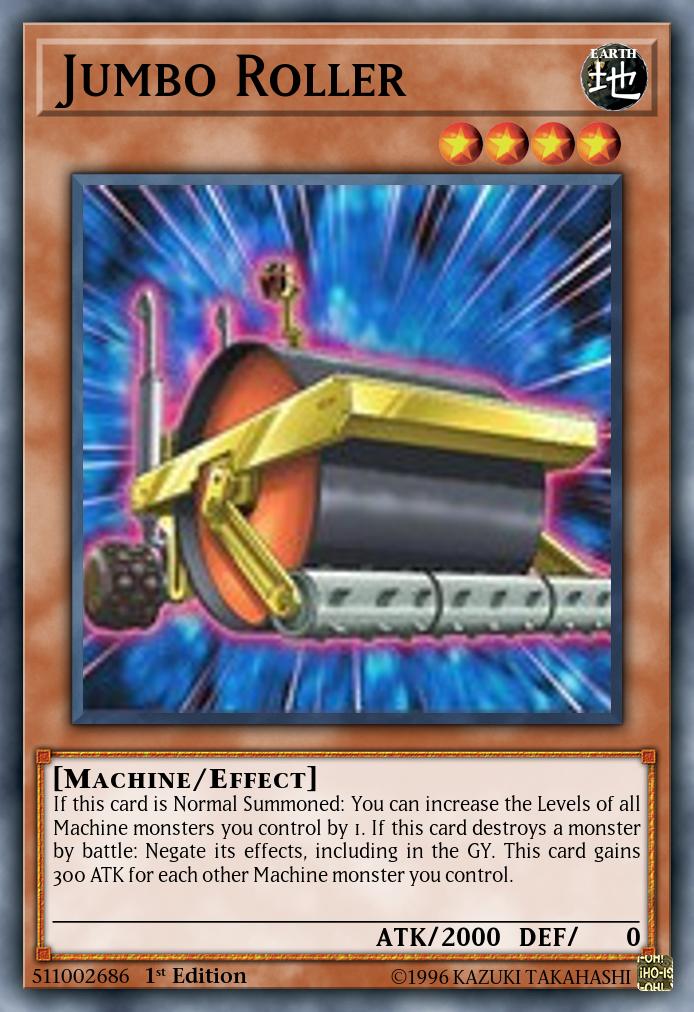 Jumbo Roller
EARTH
地
[Machine/Effect]
If this card is Normal Summoned: You can increase the Levels of all
Machine monsters you control by 1. If this card destroys a monster
by battle: Negate its effects, including in the GY. This card gains
300 ATK for each other Machine monster you control.
ATK/2000 DEF/ 0
511002686 1st Edition ©1996 KAZUKI TAKAHASHI